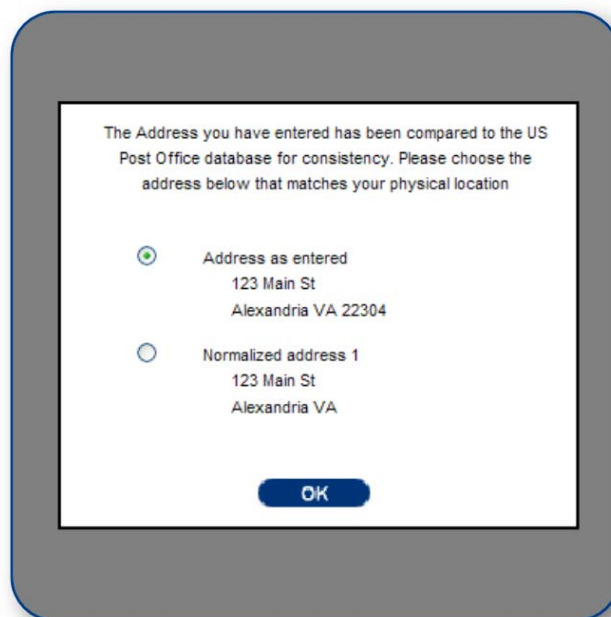 The Address you have entered has been compared to the US
Post Office database for consistency. Please choose the
address below that matches your physical location
Address as entered
123 Main St
Alexandria VA 22304
Normalized address 1
123 Main St
Alexandria VA
OK